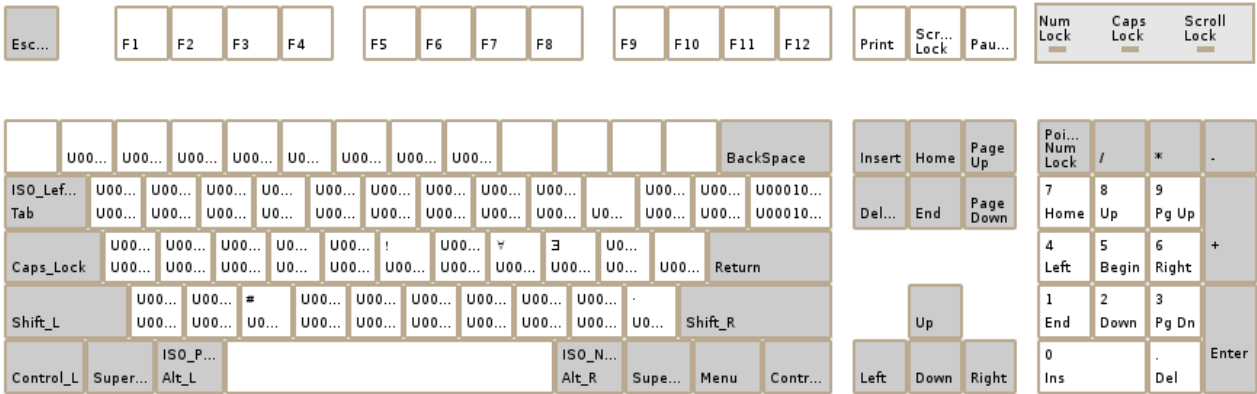 Esc... F1 F2 F3 F4 F5 F6 F7 F8 F9 F10 F11 F12 Print Scr... Lock Pau... Num Lock Caps Lock Scroll Lock
U00... U00... U00... U0... U00... U00... U00... U00... BackSpace Insert Home Page Up Poi... Num Lock / * -
ISO_Lef... U00... U00... U00... U0... U00... U00... U00... U00... U00... U00... U00010... 7 8 9
Tab U00... U00... U00... U0... U00... U00... U00... U00... U0... U00... U00... U00010... Del... End Page Down Home Up Pg Up
U00... U00... U00... U0... U00... ! U00... ∀ ∃ U0... 4 5 6 +
Caps_Lock U00... U00... U00... U0... U00... U00... U00... U00... U00... U0... U00... Return Left Begin Right
U00... U00... # U00... U00... U00... U00... U00... U00... · 1 2 3
Shift_L U00... U00... U0... U00... U00... U00... U00... U00... U00... U0... Shift_R Up End Down Pg Dn
ISO_P... ISO_N... 0 . Enter
Control_L Super... Alt_L Alt_R Supe... Menu Contr... Left Down Right Ins Del